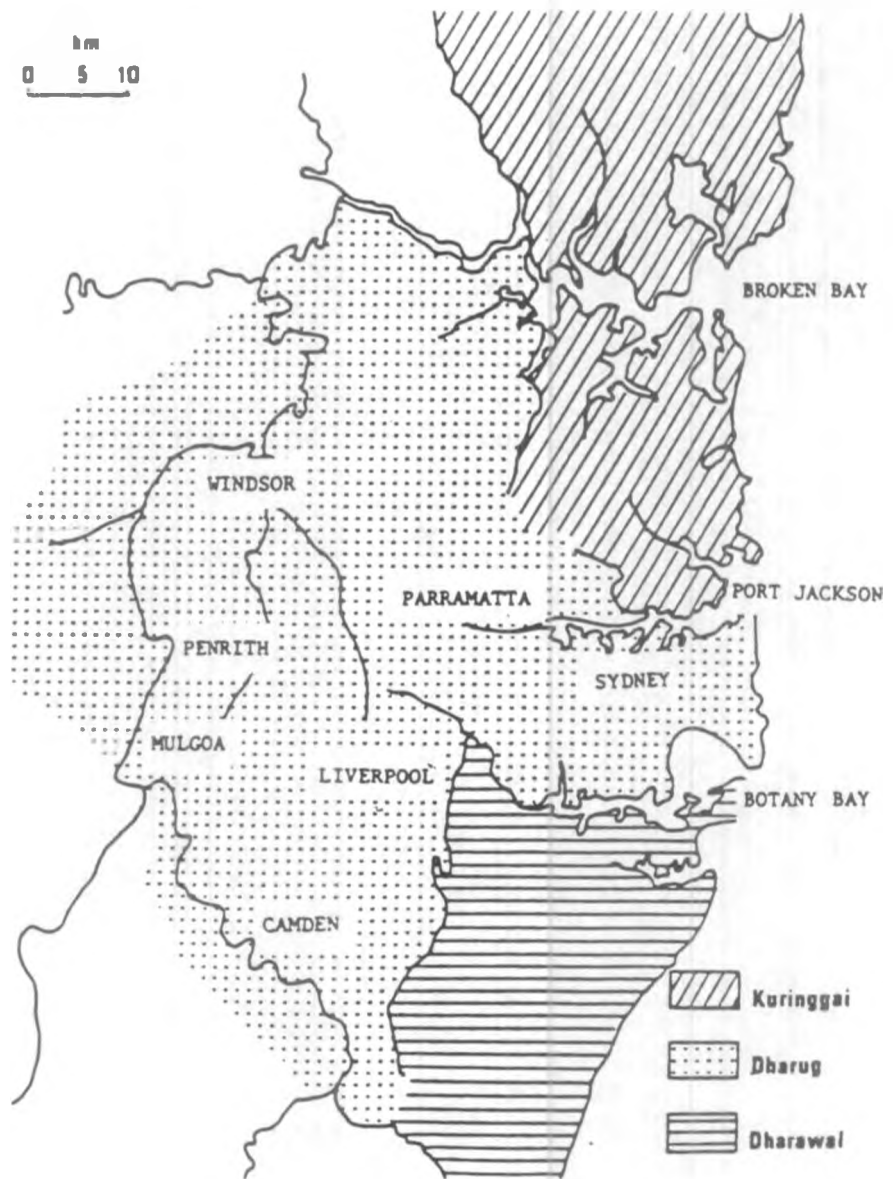 km
0 5 10
BROKEN BAY
WINDSOR
PARRAMATTA
PORT JACKSON
PENRITH
SYDNEY
MULGOA
LIVERPOOL
BOTANY BAY
CAMDEN
Kuringgai
Dharug
Dharawal